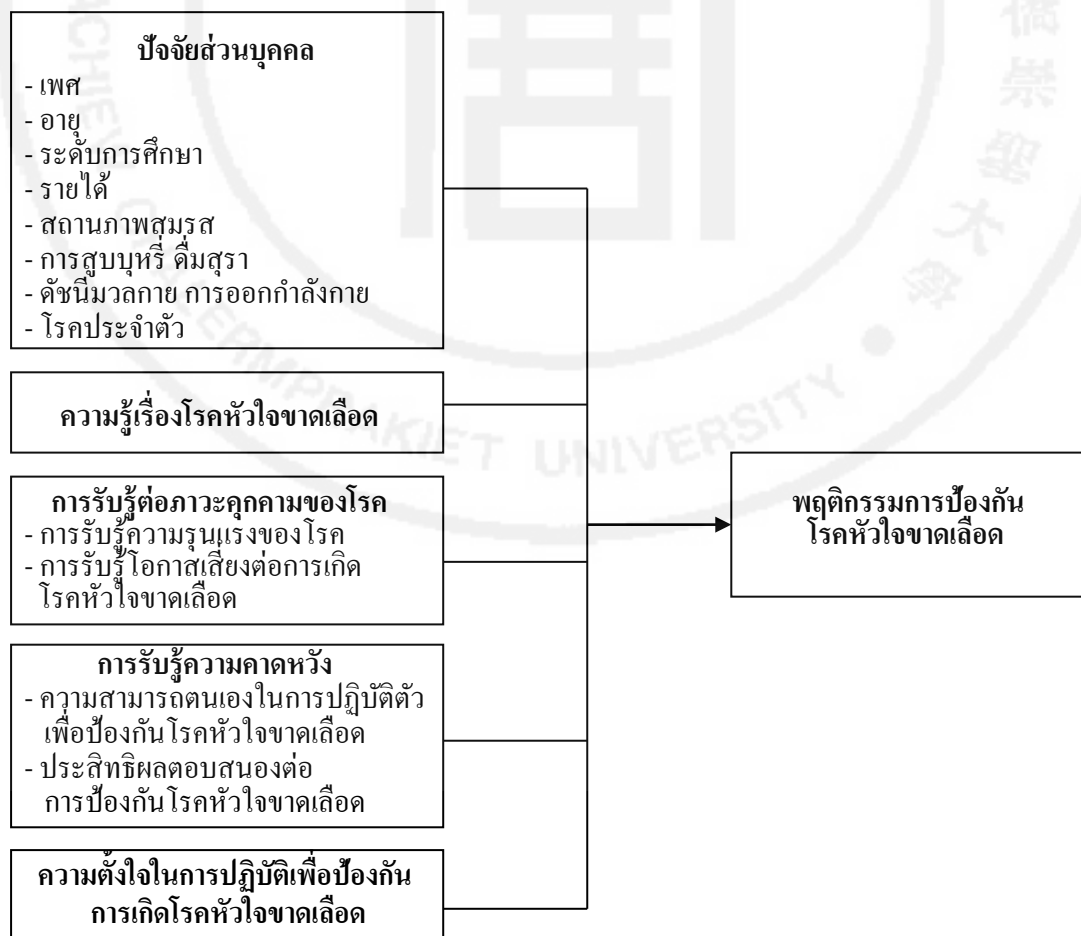 ปัจจัยส่วนบุคคล
- เพศ
- อายุ
- ระดับการศึกษา
- รายได้
- สถานภาพสมรส
- การสูบบุหรี่ ดื่มสุรา
- ดัชนีมวลกาย การออกกำลังกาย
- โรคประจำตัว
ความรู้เรื่องโรคหัวใจขาดเลือด
การรับรู้ต่อภาวะคุกคามของโรค
- การรับรู้ความรุนแรงของโรค
- การรับรู้โอกาสเสี่ยงต่อการเกิด
โรคหัวใจขาดเลือด
การรับรู้ความคาดหวัง
- ความสามารถตนเองในการปฏิบัติตัว
เพื่อป้องกันโรคหัวใจขาดเลือด
- ประสิทธิผลตอบสนองต่อ
การป้องกันโรคหัวใจขาดเลือด
ความตั้งใจในการปฏิบัติเพื่อป้องกัน
การเกิดโรคหัวใจขาดเลือด
พฤติกรรมการป้องกัน
โรคหัวใจขาดเลือด
UNIVERSITY
崇聖大學